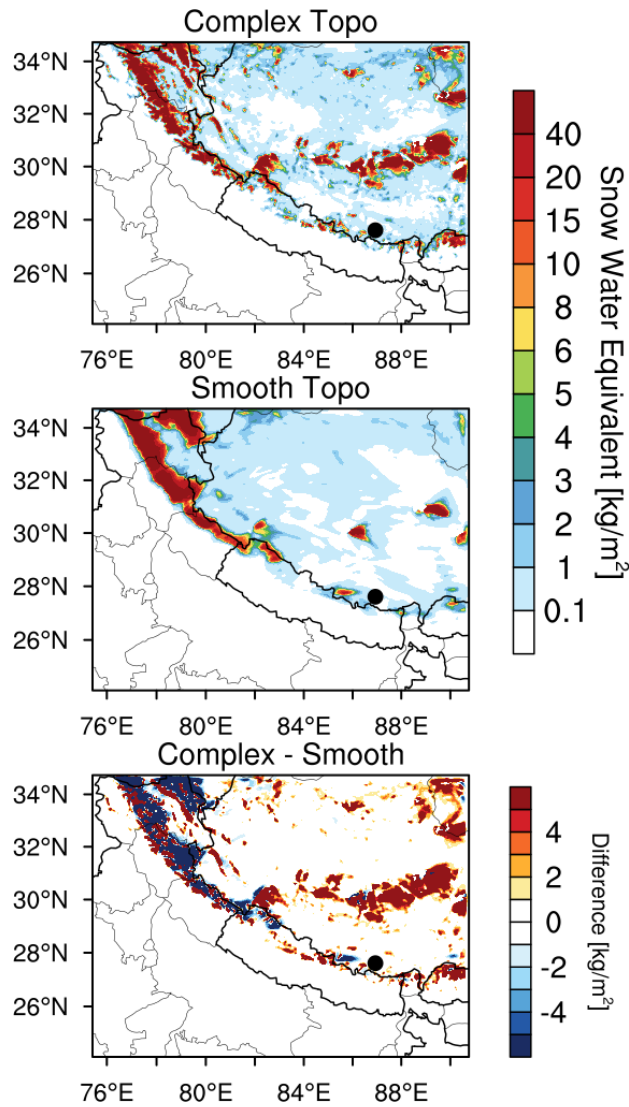 Complex Topo
34°N
32°N
30°N
28°N
26°N
76°E 80°E 84°E 88°E
Smooth Topo
34°N
32°N
30°N
28°N
26°N
76°E 80°E 84°E 88°E
Complex - Smooth
34°N
32°N
30°N
28°N
26°N
76°E 80°E 84°E 88°E
40
20
15
10
8
6
5
4
3
2
1
0.1
Snow Water Equivalent [kg/m²]
4
2
0
-2
-4
Difference [kg/m²]